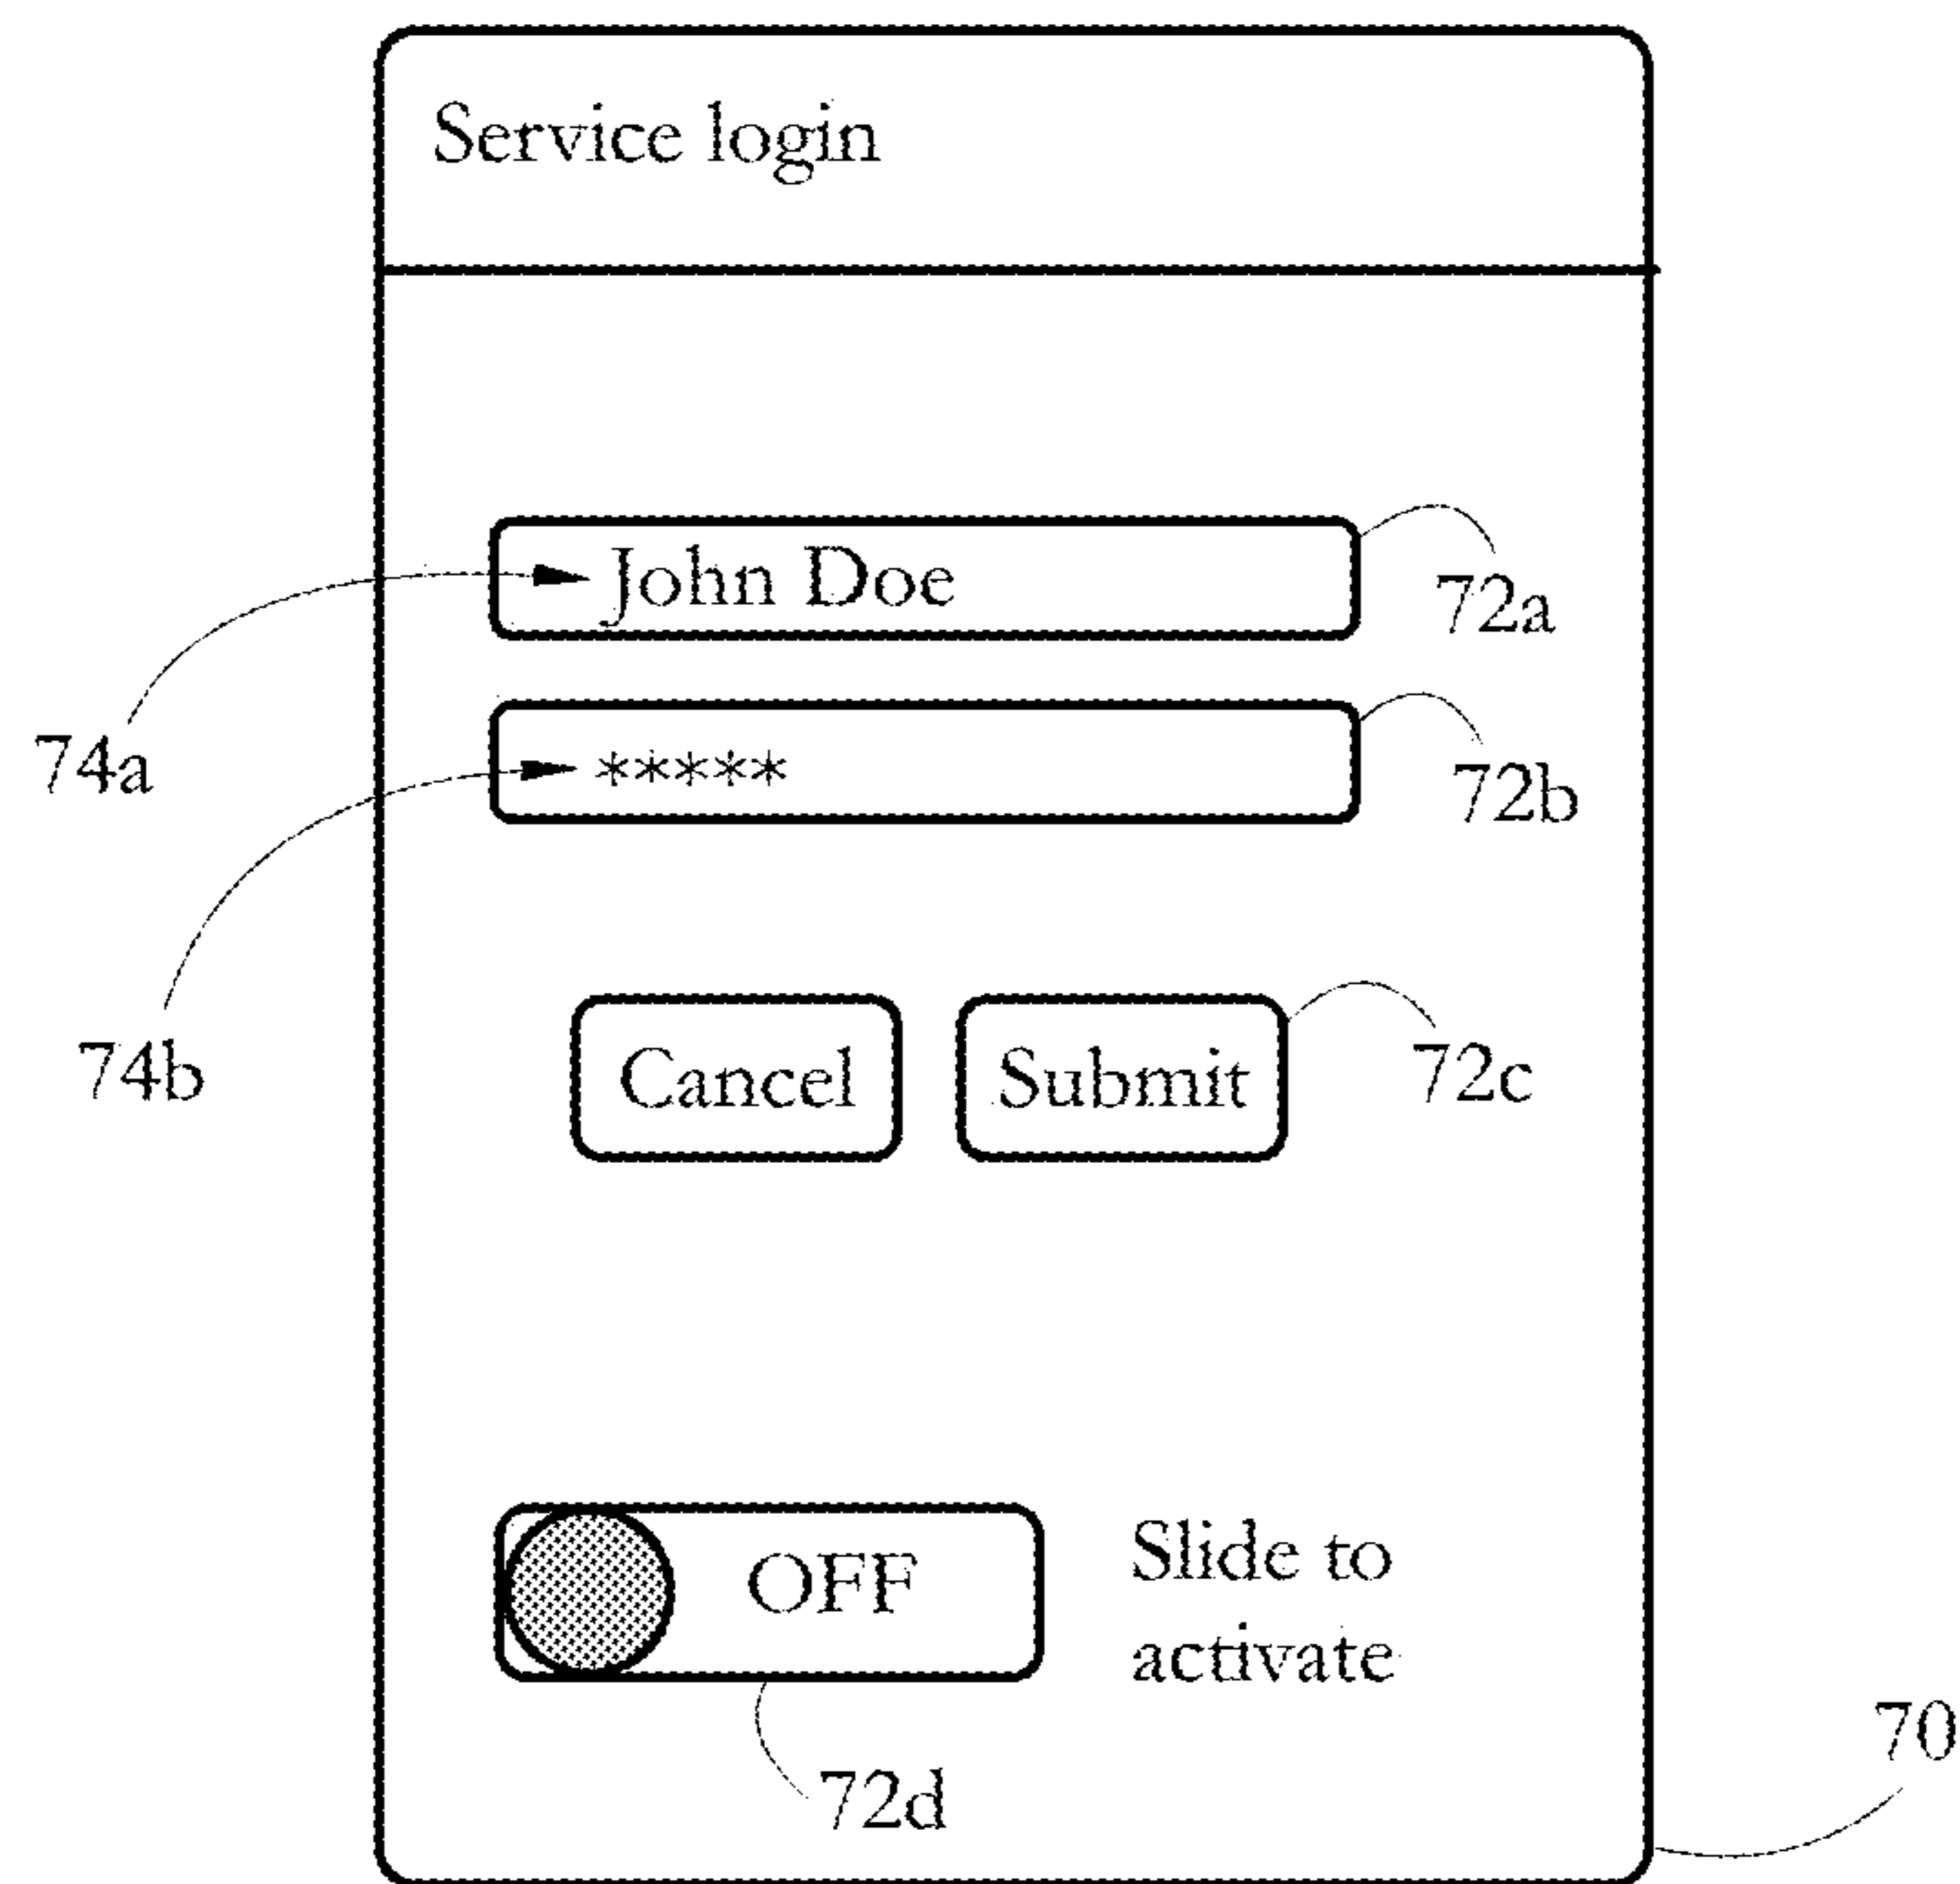 Service login
John Doe
72a
74a
*****
72b
Cancel
Submit
72c
74b
OFF
Slide to
activate
70
72d